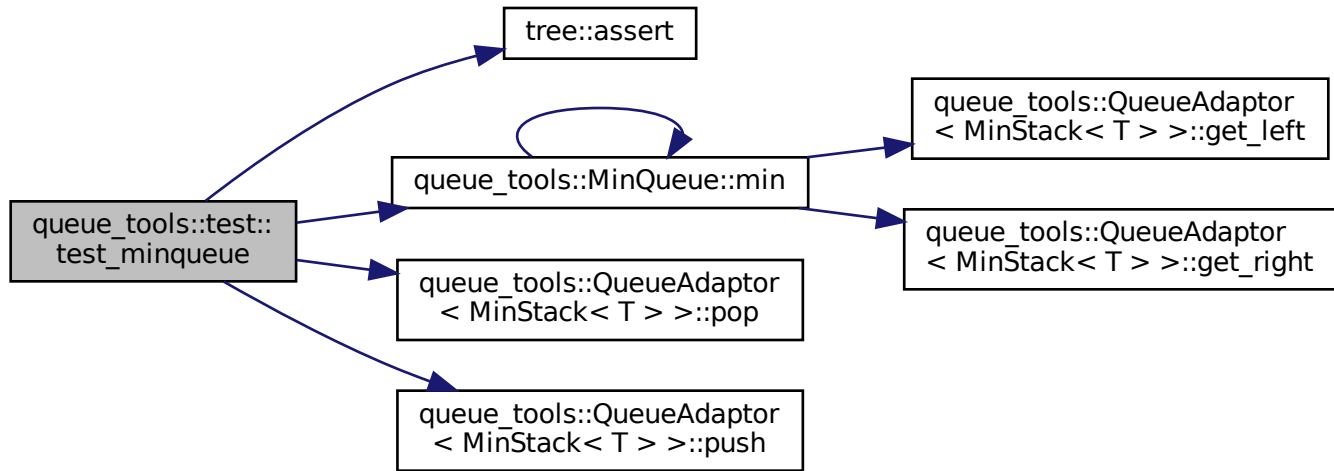 tree::assert
queue_tools::QueueAdaptor
< MinStack< T > >::get_left
queue_tools::MinQueue::min
queue_tools::test::
test_minqueue
queue_tools::QueueAdaptor
< MinStack< T > >::get_right
queue_tools::QueueAdaptor
< MinStack< T > >::pop
queue_tools::QueueAdaptor
< MinStack< T > >::push